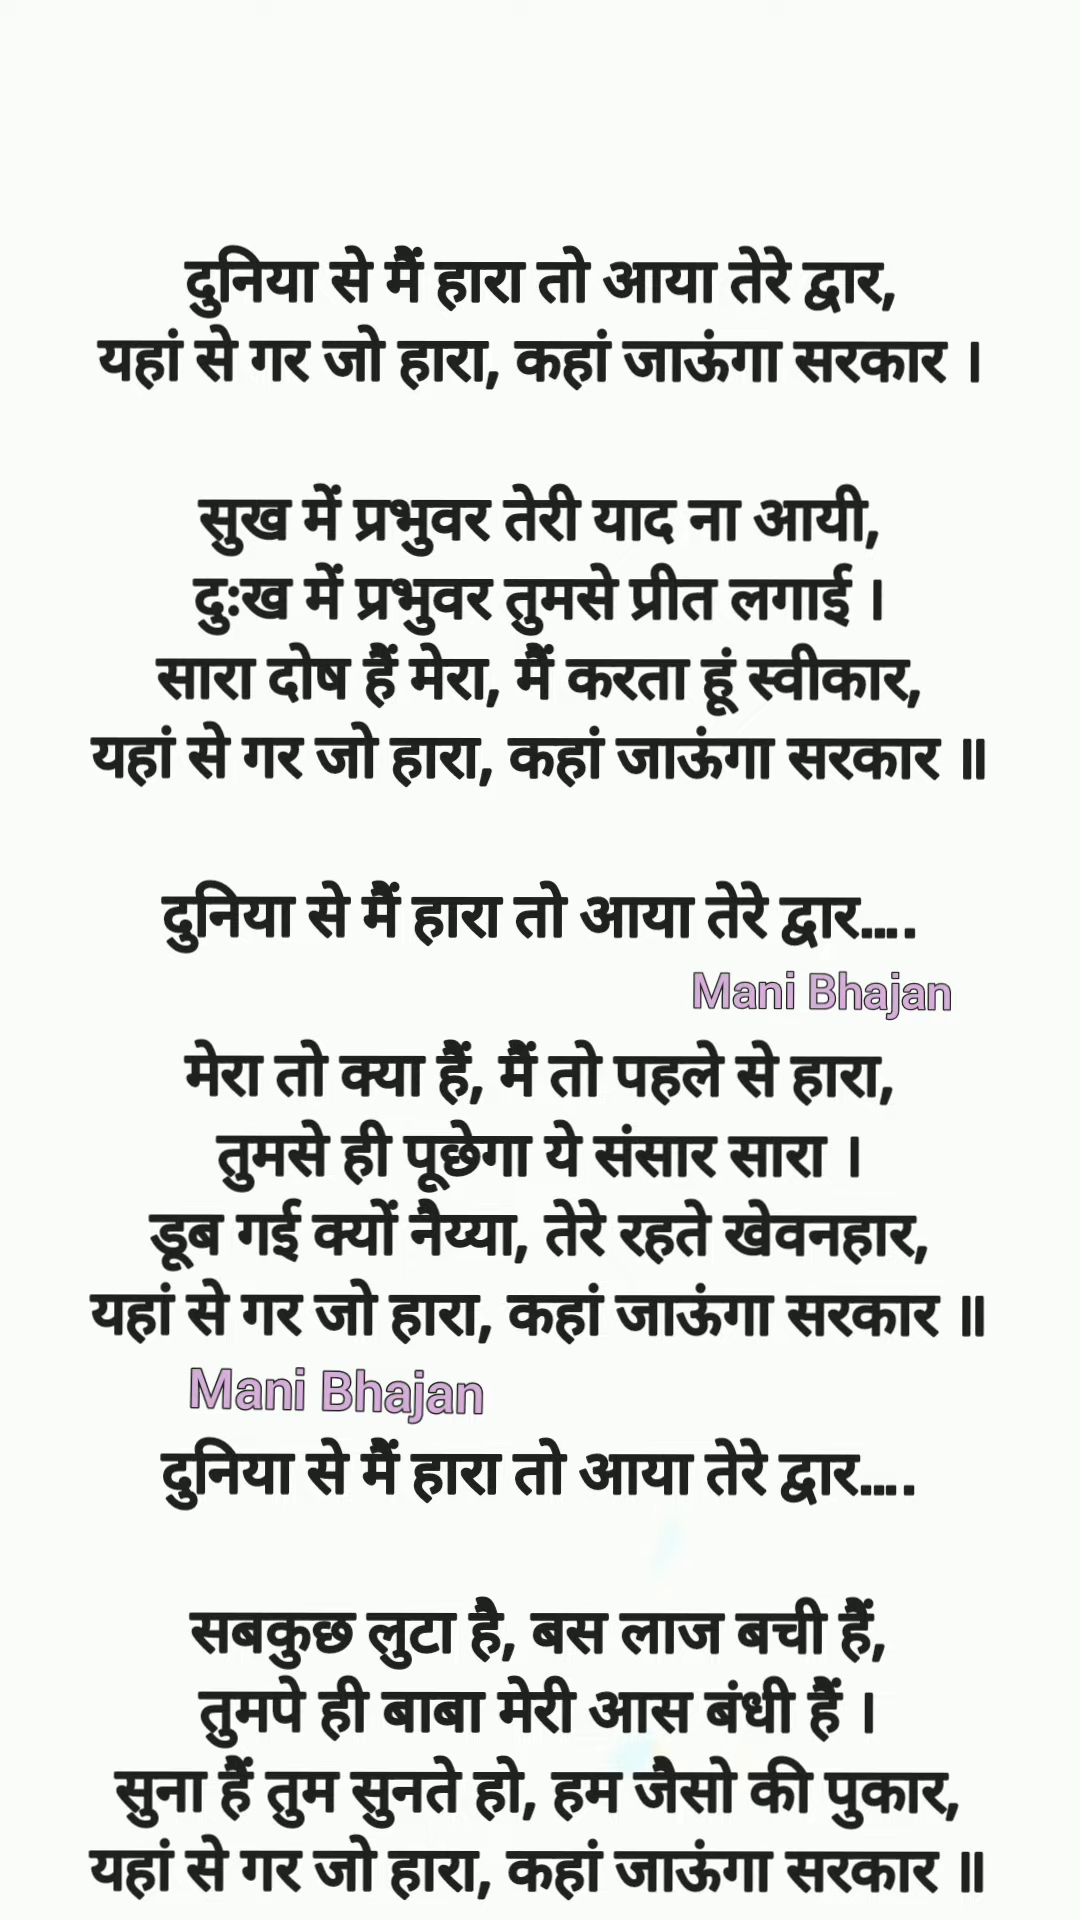 दुनिया से मैं हारा तो आया तेरे द्वार,
यहां से गर जो हारा, कहां जाऊंगा सरकार ।
सुख में प्रभुवर तेरी याद ना आयी,
दुःख में प्रभुवर तुमसे प्रीत लगाई ।
सारा दोष हैं मेरा, मैं करता हूं स्वीकार,
यहां से गर जो हारा, कहां जाऊंगा सरकार ॥
दुनिया से मैं हारा तो आया तेरे द्वार....
Mani Bhajan
मेरा तो क्या हैं, मैं तो पहले से हारा,
तुमसे ही पूछेगा ये संसार सारा ।
डूब गई क्यों नैय्या, तेरे रहते खेवनहार,
यहां से गर जो हारा, कहां जाऊंगा सरकार ॥
Mani Bhajan
दुनिया से मैं हारा तो आया तेरे द्वार....
सबकुछ लुटा है, बस लाज बची हैं,
तुमपे ही बाबा मेरी आस बंधी हैं ।
सुना हैं तुम सुनते हो, हम जैसो की पुकार,
यहां से गर जो हारा, कहां जाऊंगा सरकार ॥